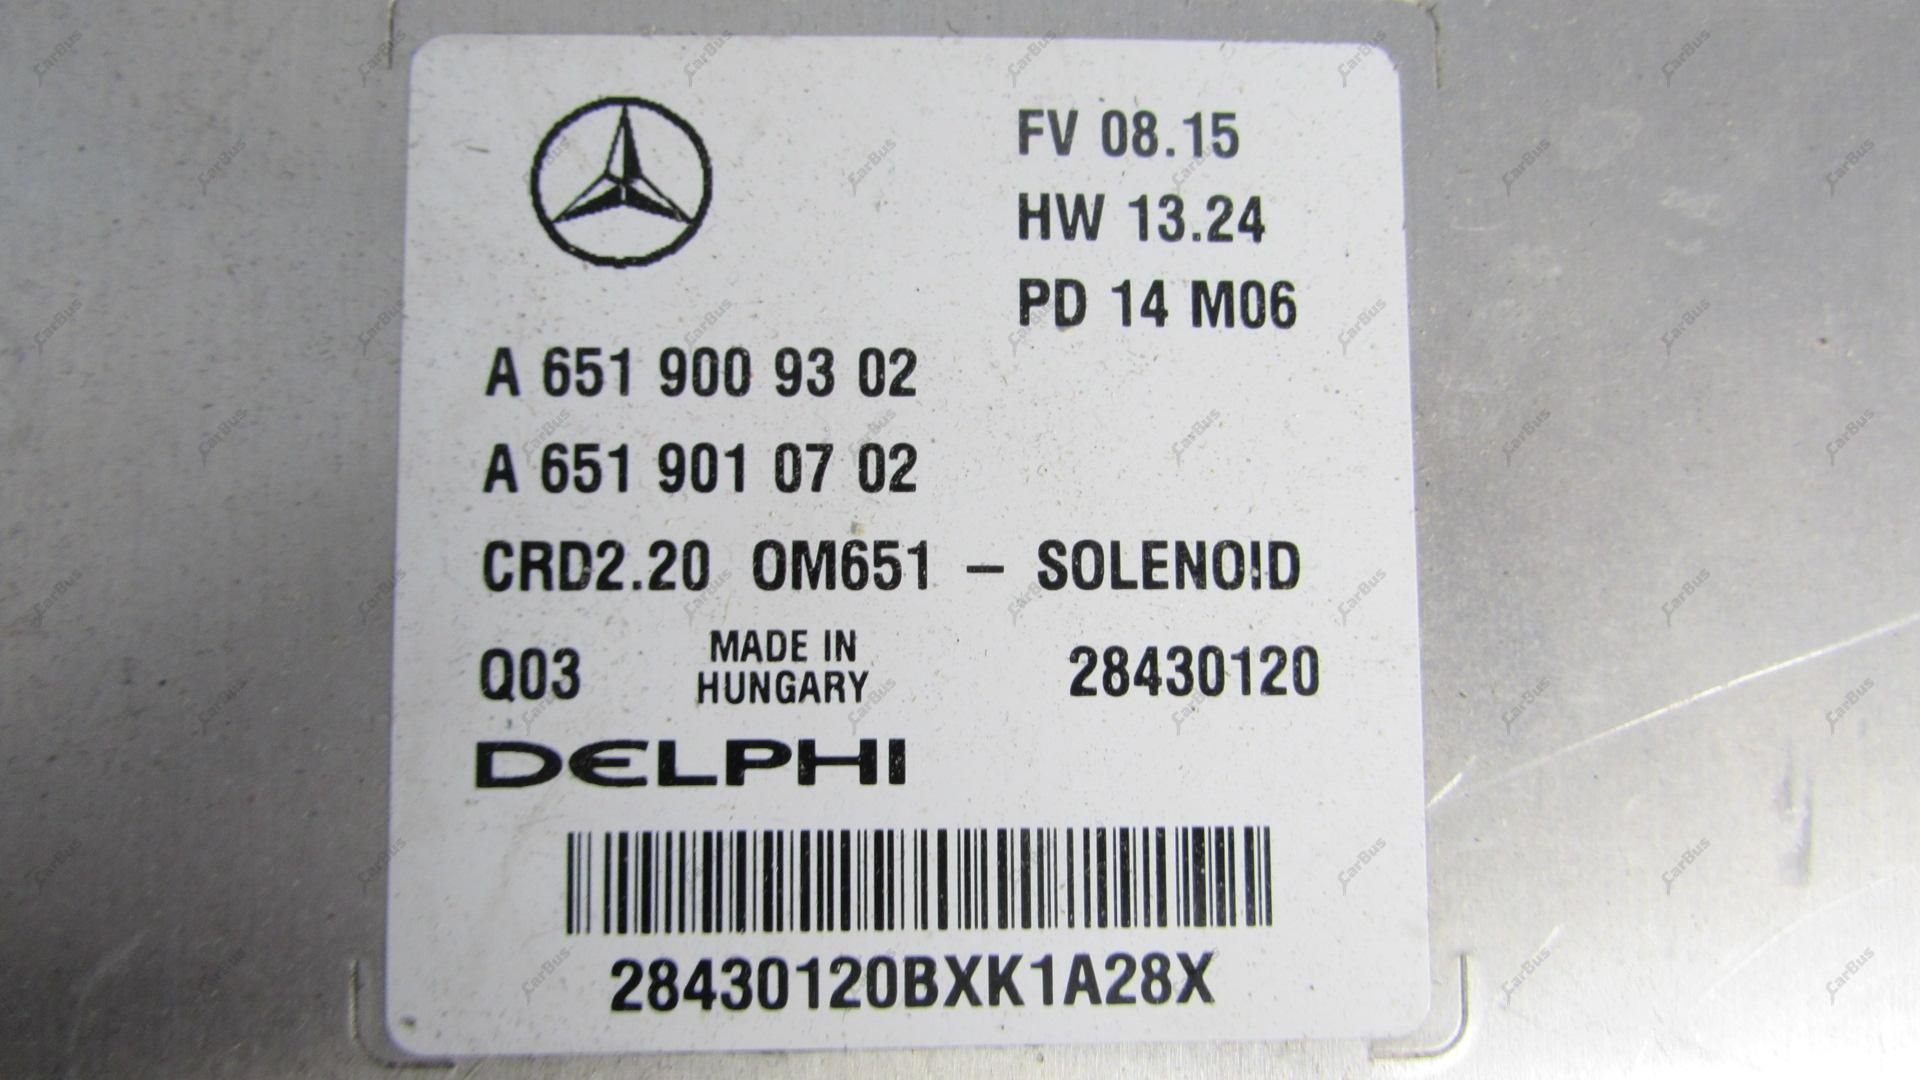 FV 08.15
HW 13.24
PD 14 M06
A 651 900 93 02
A 651 901 07 02
CRD2.20 OM651 – SOLENOID
Q03 MADE IN HUNGARY 28430120
DELPHI
28430120BXK1A28X
CarBus